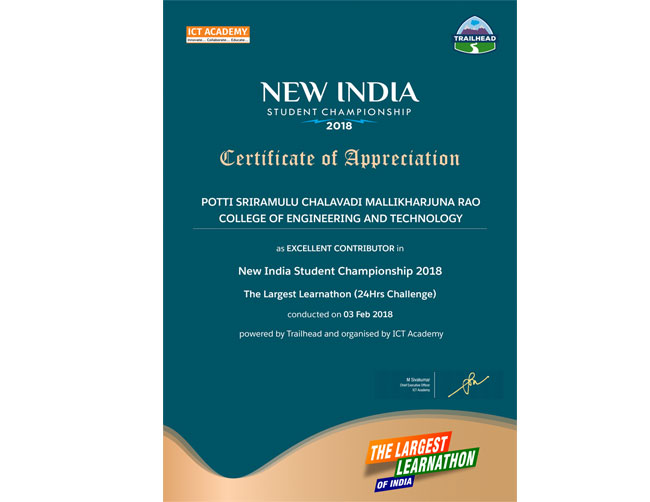 ICT ACADEMY
Innovate... Collaborate... Educate...
TRAILHEAD
NEW INDIA
STUDENT CHAMPIONSHIP
2018
Certificate of Appreciation
POTTI SRIRAMULU CHALAVADI MALLIKHARJUNA RAO
COLLEGE OF ENGINEERING AND TECHNOLOGY
as EXCELLENT CONTRIBUTOR in
New India Student Championship 2018
The Largest Learnathon (24Hrs Challenge)
conducted on 03 Feb 2018
powered by Trailhead and organised by ICT Academy
M Sivakumar
Chief Executive Officer
ICT Academy
THE LARGEST
LEARNATHON
OF INDIA